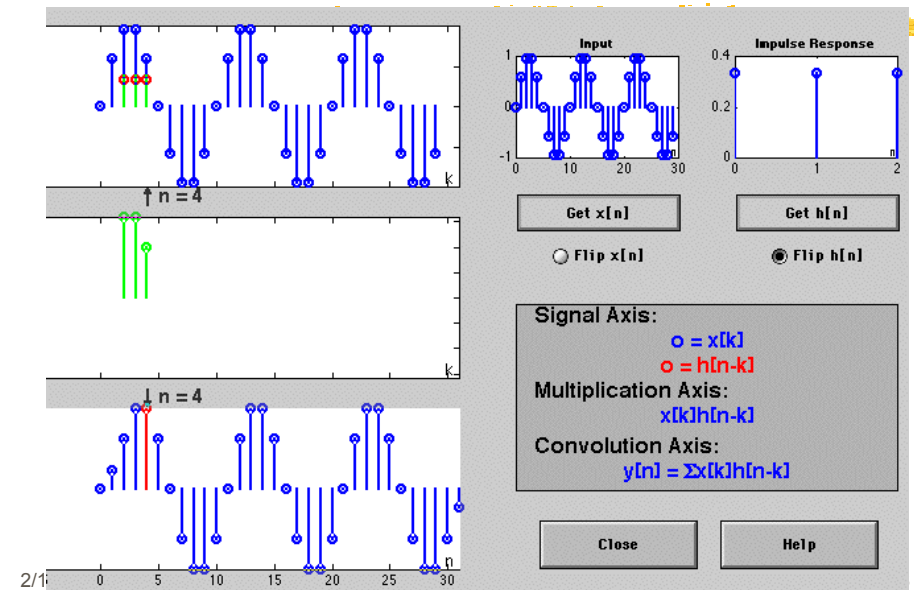 Input
Impulse Response
1
0
-1
0 10 20 30
n
0.4
0.2
0
0 1 2
n
k
n = 4
Get x[n]
Get h[n]
Flip x[n]
Flip h[n]
k
Signal Axis:
o = x[k]
o = h[n-k]
Multiplication Axis:
x[k]h[n-k]
Convolution Axis:
y[n] = Σx[k]h[n-k]
n = 4
n
Close
Help
2/1
0 5 10 15 20 25 30